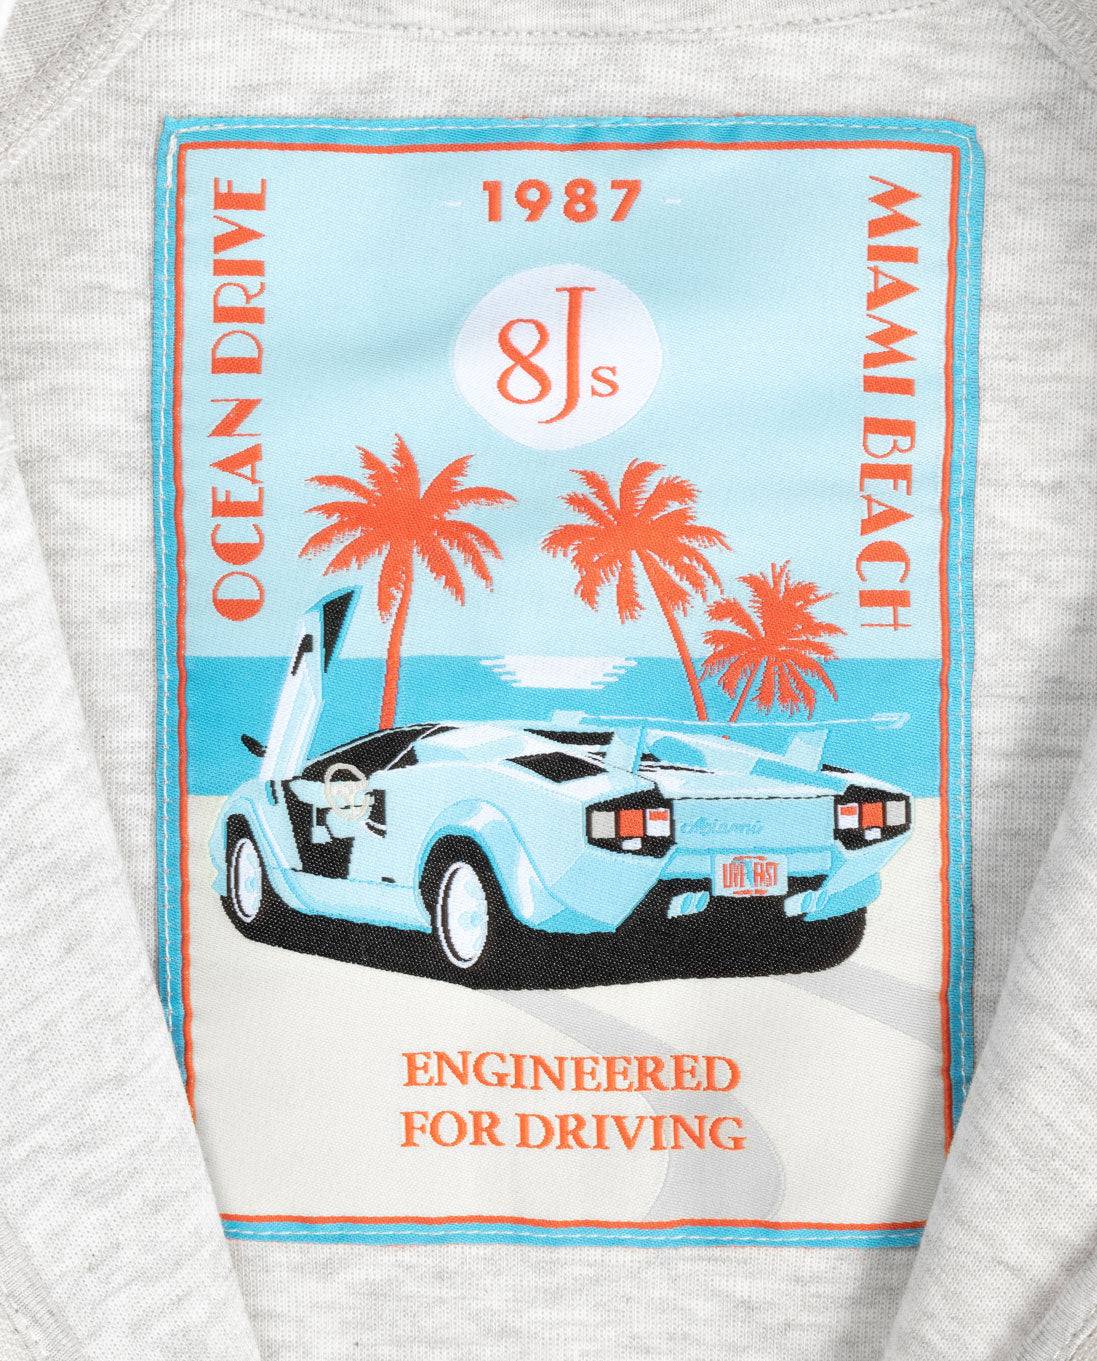 1987
OCEAN DRIVE
MIAMI BEACH
8Js
Miami
LIVE FAST
ENGINEERED
FOR DRIVING